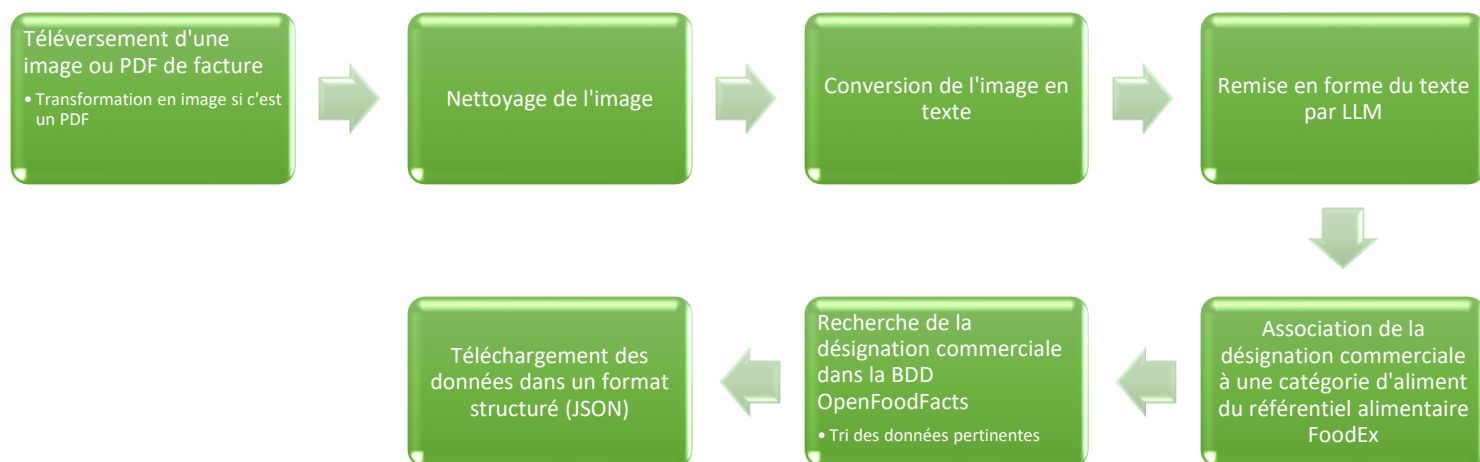 Téléversement d'une
image ou PDF de facture
• Transformation en image si c'est
un PDF
Nettoyage de l'image
Conversion de l'image en
texte
Remise en forme du texte
par LLM
Association de la
désignation commerciale
à une catégorie d'aliment
du référentiel alimentaire
FoodEx
Recherche de la
désignation commerciale
dans la BDD
OpenFoodFacts
• Tri des données pertinentes
Téléchargement des
données dans un format
structuré (JSON)